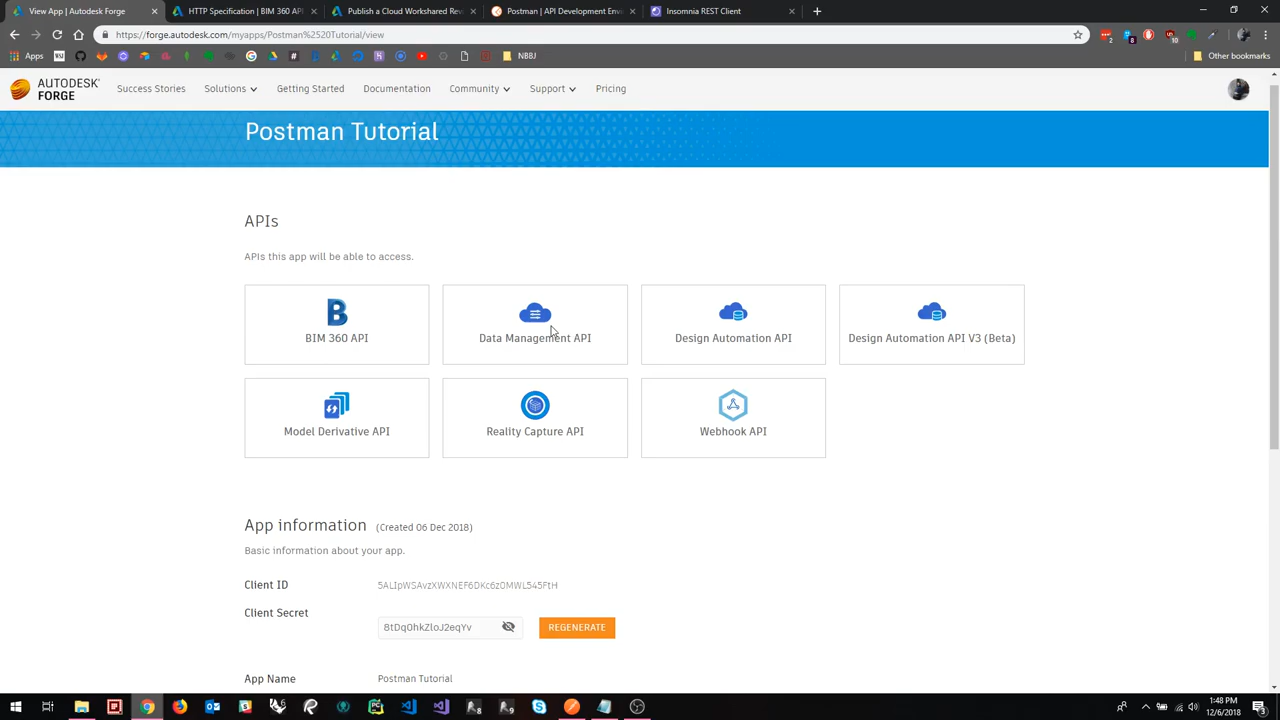 View App | Autodesk Forge
HTTP Specification | BIM 360 API
Publish a Cloud Workshared Rev
Postman | API Development Envi
Insomnia REST Client
https://forge.autodesk.com/myapps/Postman%2520Tutorial/view
Apps
NB8J
Other bookmarks
AUTODESK
FORGE
Success Stories
Solutions
Getting Started
Documentation
Community
Support
Pricing
Postman Tutorial
APIs
APIs this app will be able to access.
BIM 360 API
Data Management API
Design Automation API
Design Automation API V3 (Beta)
Model Derivative API
Reality Capture API
Webhook API
App information (Created 06 Dec 2018)
Basic information about your app.
Client ID
5ALIpWSAvzXWXNEF6DKc6z0MWL545FtH
Client Secret
8tDq0hkZloJ2eqYv
REGENERATE
App Name
Postman Tutorial
1:48 PM
12/6/2018